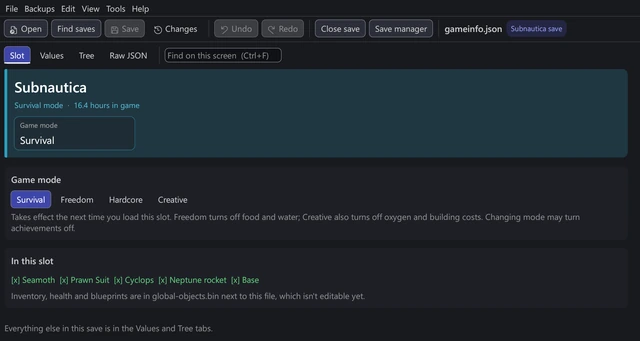 File Backups Edit View Tools Help
Open Find saves Save Changes Undo Redo Close save Save manager gameinfo.json Subnautica save
Slot Values Tree Raw JSON Find on this screen (Ctrl+F)
Subnautica
Survival mode · 16.4 hours in game
Game mode
Survival
Game mode
Survival Freedom Hardcore Creative
Takes effect the next time you load this slot. Freedom turns off food and water; Creative also turns off oxygen and building costs. Changing mode may turn
achievements off.
In this slot
[x] Seamoth [x] Prawn Suit [x] Cyclops [x] Neptune rocket [x] Base
Inventory, health and blueprints are in global-objects.bin next to this file, which isn't editable yet.
Everything else in this save is in the Values and Tree tabs.